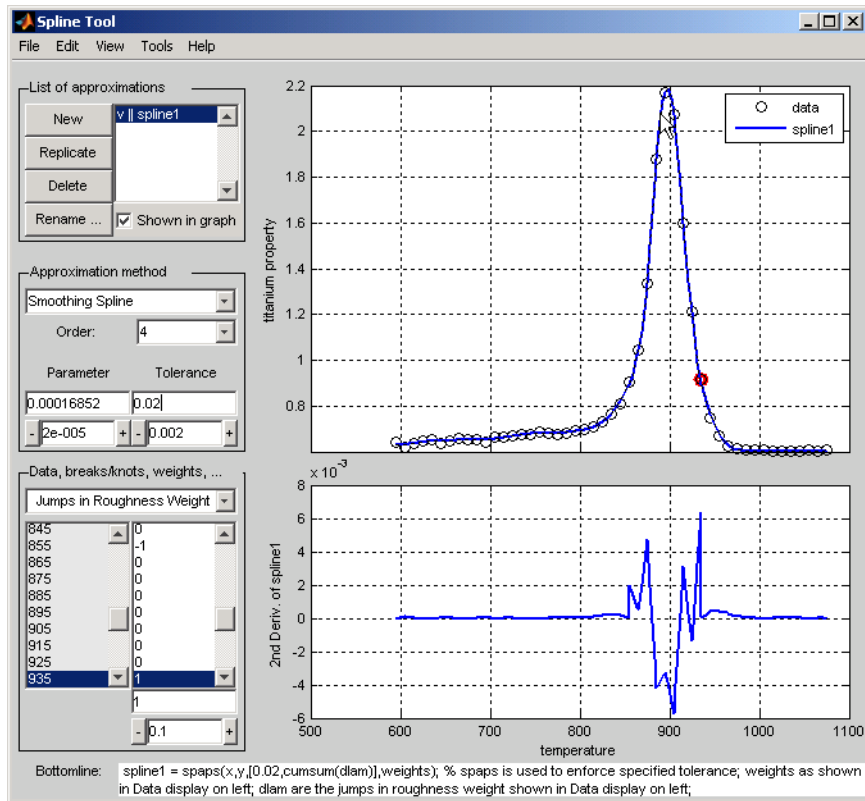 Spline Tool
File Edit View Tools Help
List of approximations
New
Replicate
Delete
Rename ...
v || spline1
Shown in graph
Approximation method
Smoothing Spline
Order: 4
Parameter Tolerance
0.00016852 0.02
- 2e-005 + - 0.002 +
Data, breaks/knots, weights, ...
Jumps in Roughness Weight
845 0
855 -1
865 0
875 0
885 0
895 0
905 0
915 0
925 0
935 1
1
- 0.1 +
2.2
2
1.8
1.6
1.4
1.2
1
0.8
titanium property
data
spline1
x 10-3
8
6
4
2
0
-2
-4
-6
2nd Deriv. of spline1
500 600 700 800 900 1000 1100
temperature
Bottomline: spline1 = spaps(x,y,[0.02,cumsum(dlam)],weights); % spaps is used to enforce specified tolerance; weights as shown
in Data display on left; dlam are the jumps in roughness weight shown in Data display on left;